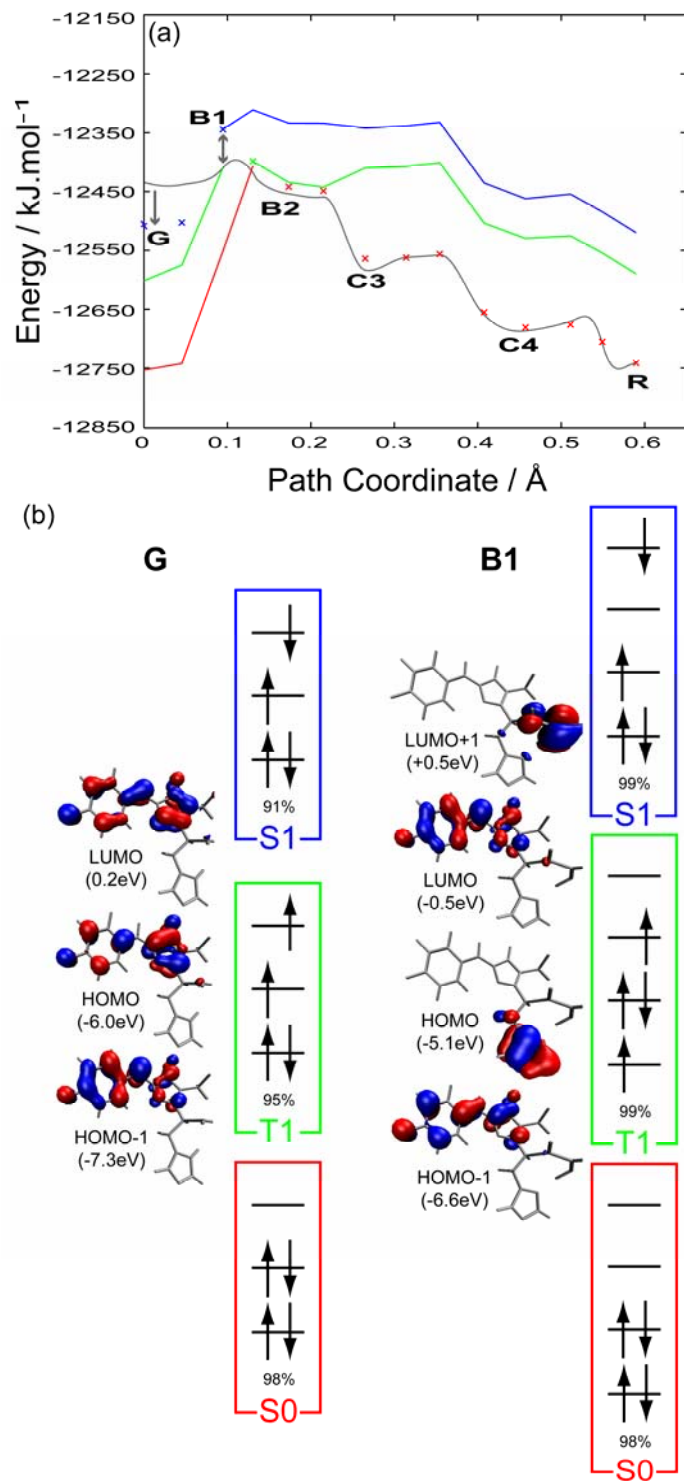 (a)
-12150
-12250
-12350
-12450
-12550
-12650
-12750
-12850
Energy / kJ.mol⁻¹
B1
G
B2
C3
C4
R
0 0.1 0.2 0.3 0.4 0.5 0.6
Path Coordinate / Å
(b)
G
LUMO
(0.2eV)
HOMO
(-6.0eV)
HOMO-1
(-7.3eV)
91%
S1
95%
T1
98%
S0
B1
LUMO+1
(+0.5eV)
LUMO
(-0.5eV)
HOMO
(-5.1eV)
HOMO-1
(-6.6eV)
99%
S1
99%
T1
98%
S0